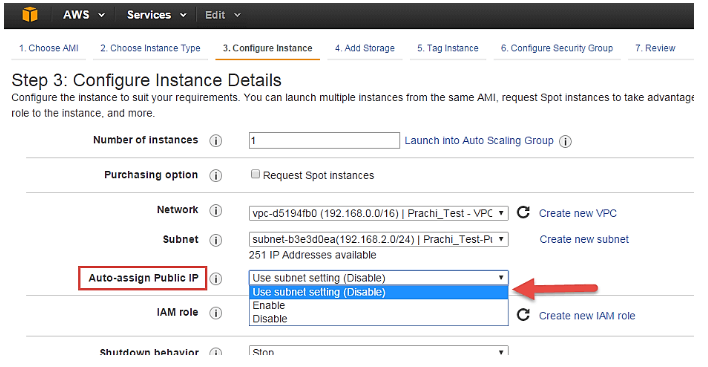 AWS Services Edit
1. Choose AMI 2. Choose Instance Type 3. Configure Instance 4. Add Storage 5. Tag Instance 6. Configure Security Group 7. Review
Step 3: Configure Instance Details
Configure the instance to suit your requirements. You can launch multiple instances from the same AMI, request Spot instances to take advantage
role to the instance, and more.
Number of instances 1 Launch into Auto Scaling Group
Purchasing option Request Spot instances
Network vpc-d5194fb0 (192.168.0.0/16) | Prachi_Test - VPC Create new VPC
Subnet subnet-b3e3d0ea(192.168.2.0/24) | Prachi_Test-Pu Create new subnet
251 IP Addresses available
Auto-assign Public IP Use subnet setting (Disable)
Use subnet setting (Disable)
Enable
IAM role Create new IAM role
Disable
Shutdown behavior Stop